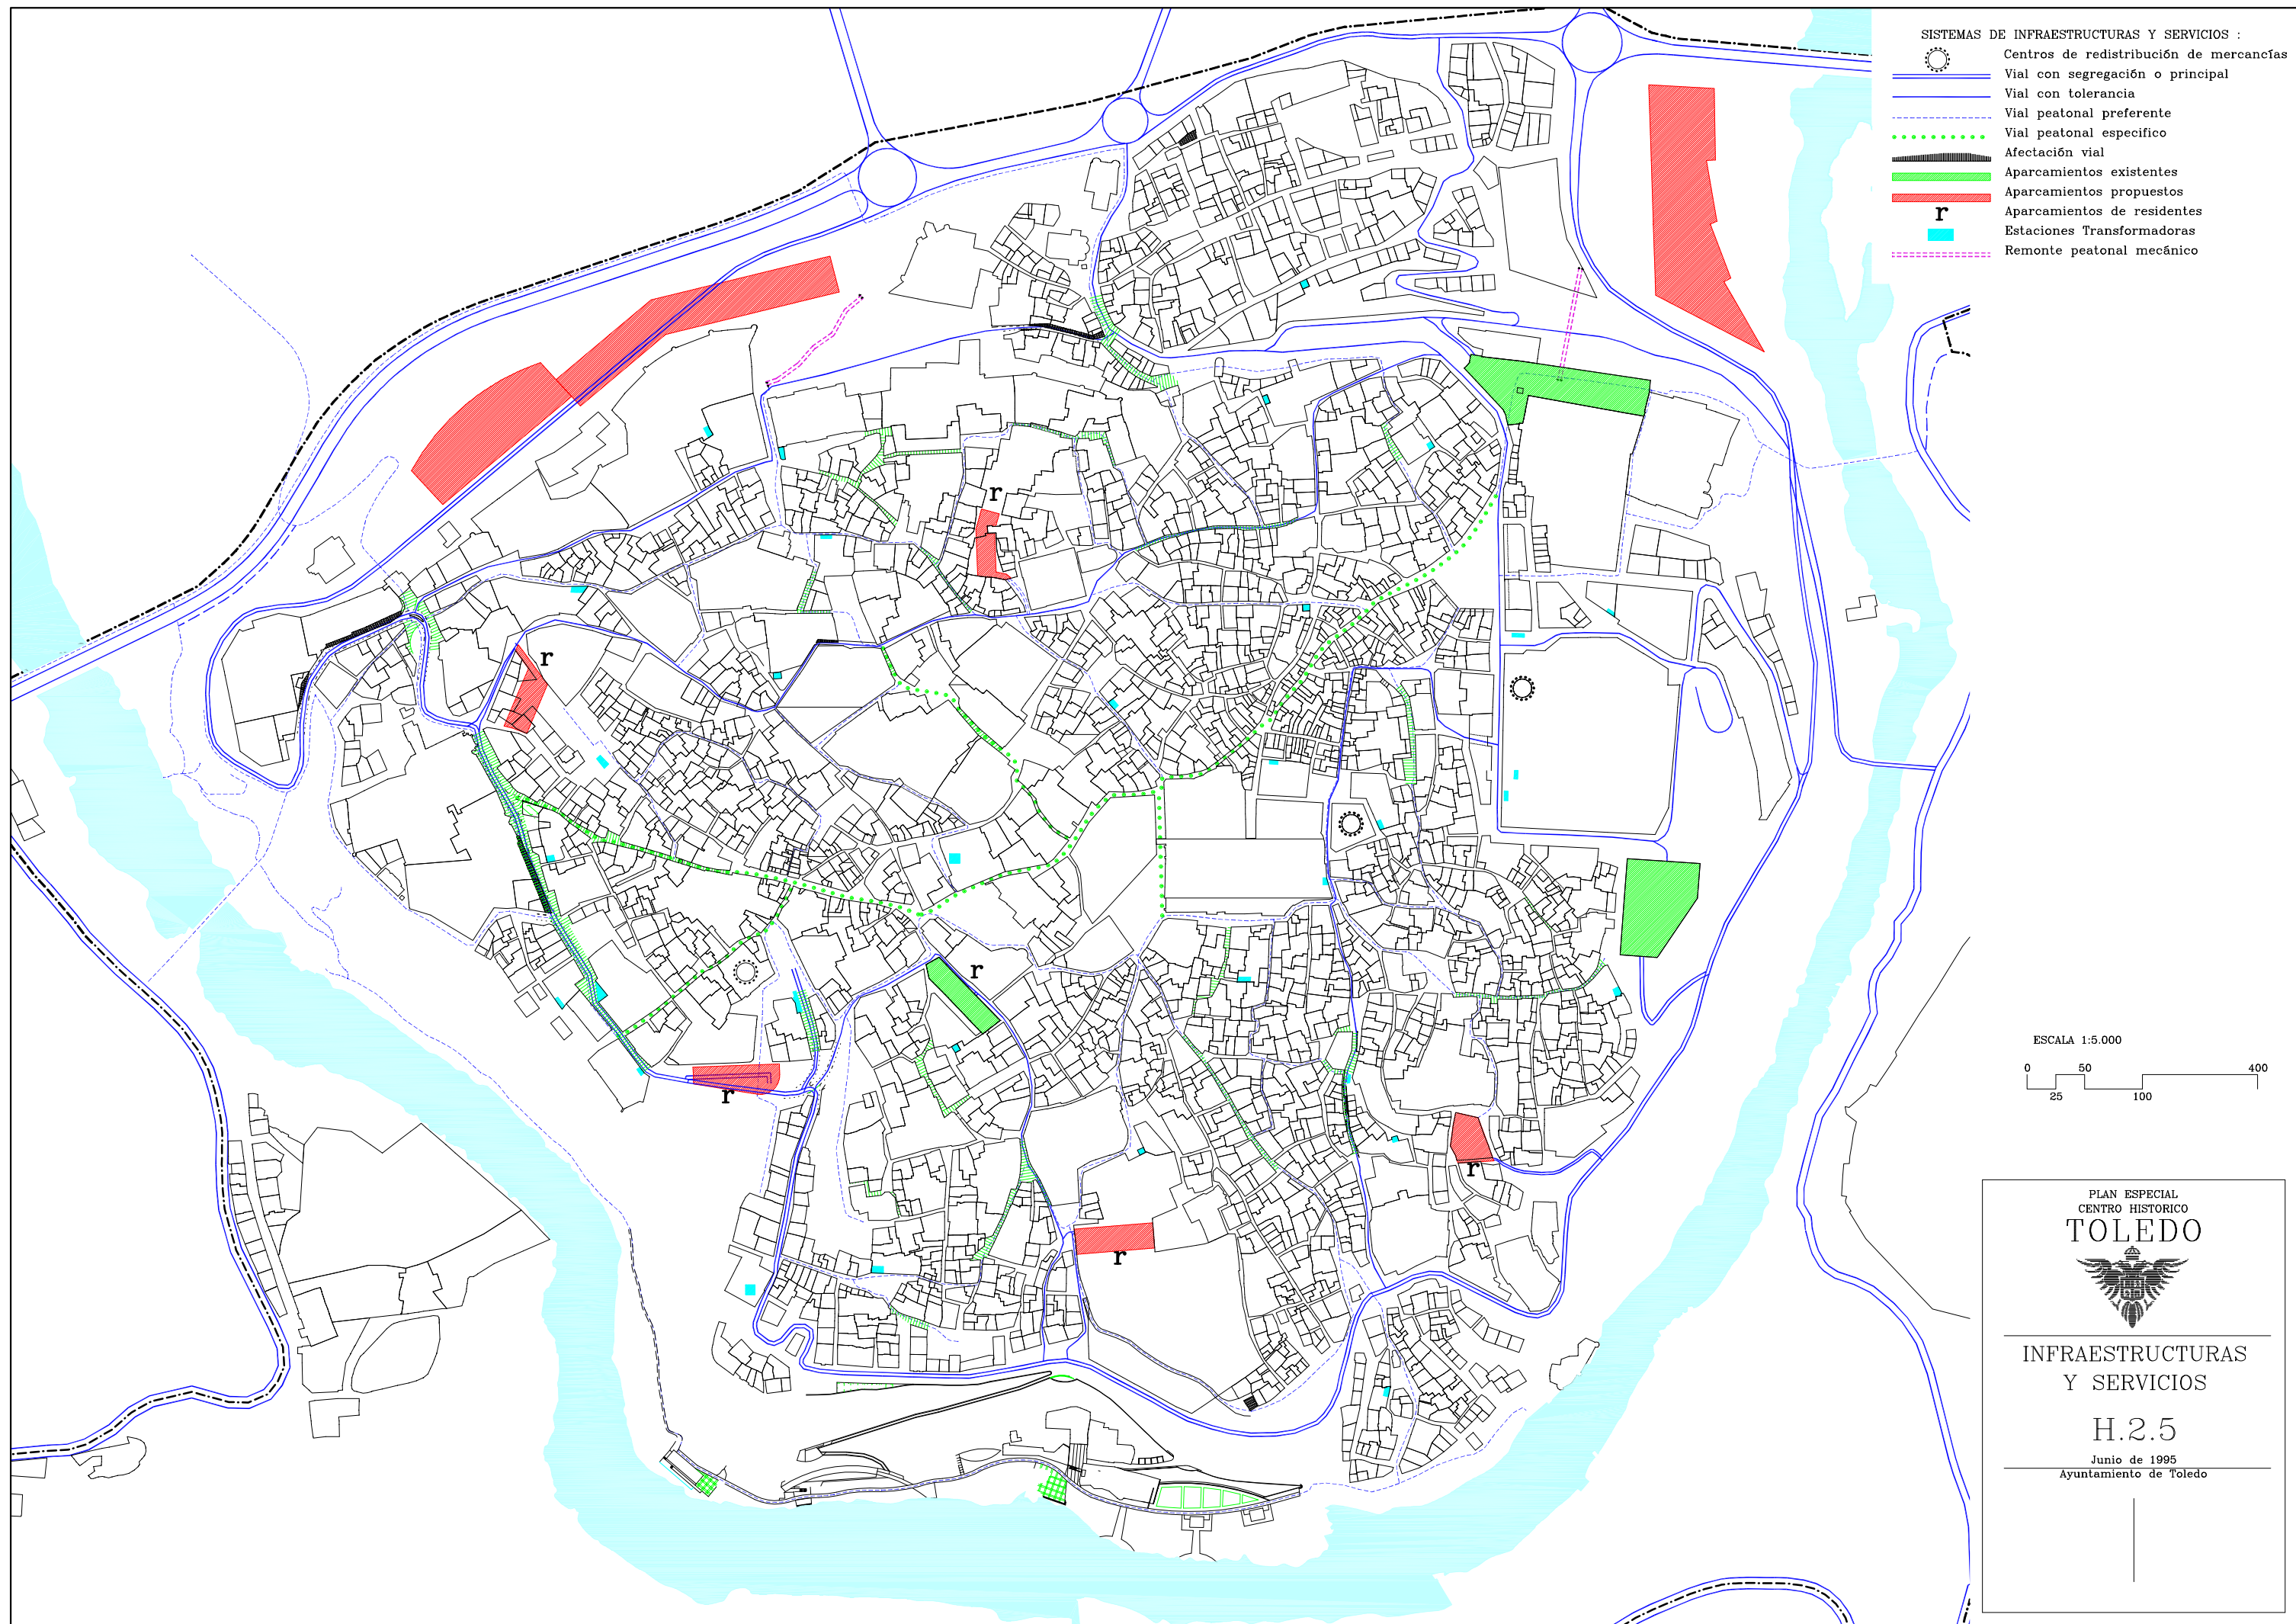 SISTEMAS DE INFRAESTRUCTURAS Y SERVICIOS :
Centros de redistribución de mercancías
Vial con segregación o principal
Vial con tolerancia
Vial peatonal preferente
Vial peatonal especifico
Afectación vial
Aparcamientos existentes
Aparcamientos propuestos
r Aparcamientos de residentes
Estaciones Transformadoras
Remonte peatonal mecánico
r
r
r
r
r
r
ESCALA 1:5.000
0 50 400
25 100
PLAN ESPECIAL
CENTRO HISTORICO
TOLEDO
INFRAESTRUCTURAS
Y SERVICIOS
H.2.5
Junio de 1995
Ayuntamiento de Toledo